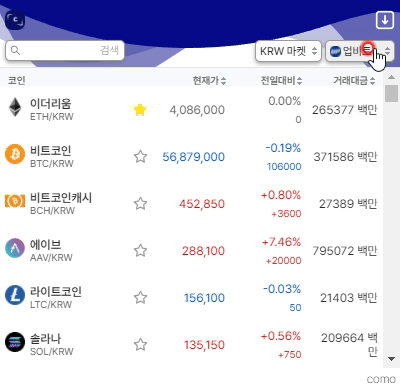 검색
KRW 마켓
업비트
코인 현재가 전일대비 거래대금
이더리움 4,086,000 0.00% 265377 백만
ETH/KRW 0
비트코인 56,879,000 -0.19% 371586 백만
BTC/KRW 106000
비트코인캐시 452,850 +0.80% 27389 백만
BCH/KRW +3600
에이브 288,100 +7.46% 795072 백만
AAV/KRW +20000
라이트코인 156,100 -0.03% 21403 백만
LTC/KRW 50
솔라나 135,150 +0.56% 209664 백
SOL/KRW +750 만
como